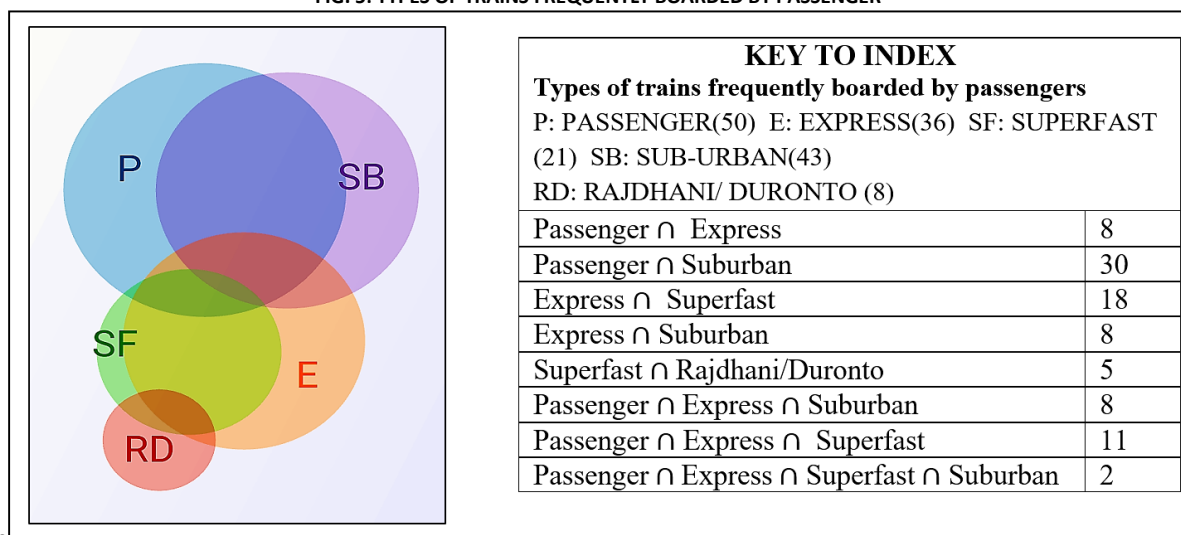 P
SB
SF
E
RD
KEY TO INDEX
Types of trains frequently boarded by passengers
P: PASSENGER(50) E: EXPRESS(36) SF: SUPERFAST
(21) SB: SUB-URBAN(43)
RD: RAJDHANI/ DURONTO (8)
Passenger ∩ Express 8
Passenger ∩ Suburban 30
Express ∩ Superfast 18
Express ∩ Suburban 8
Superfast ∩ Rajdhani/Duronto 5
Passenger ∩ Express ∩ Suburban 8
Passenger ∩ Express ∩ Superfast 11
Passenger ∩ Express ∩ Superfast ∩ Suburban 2